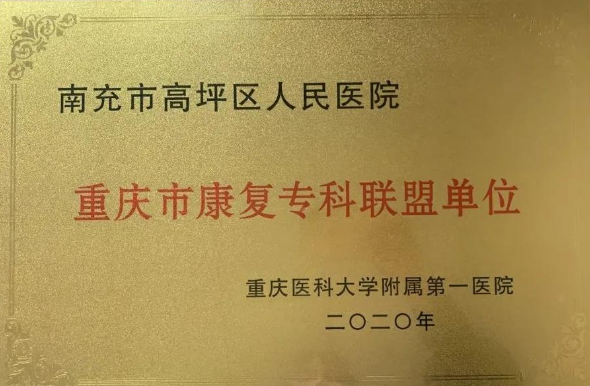 南充市高坪区人民医院
重庆市康复专科联盟单位
重庆医科大学附属第一医院
二〇二〇年